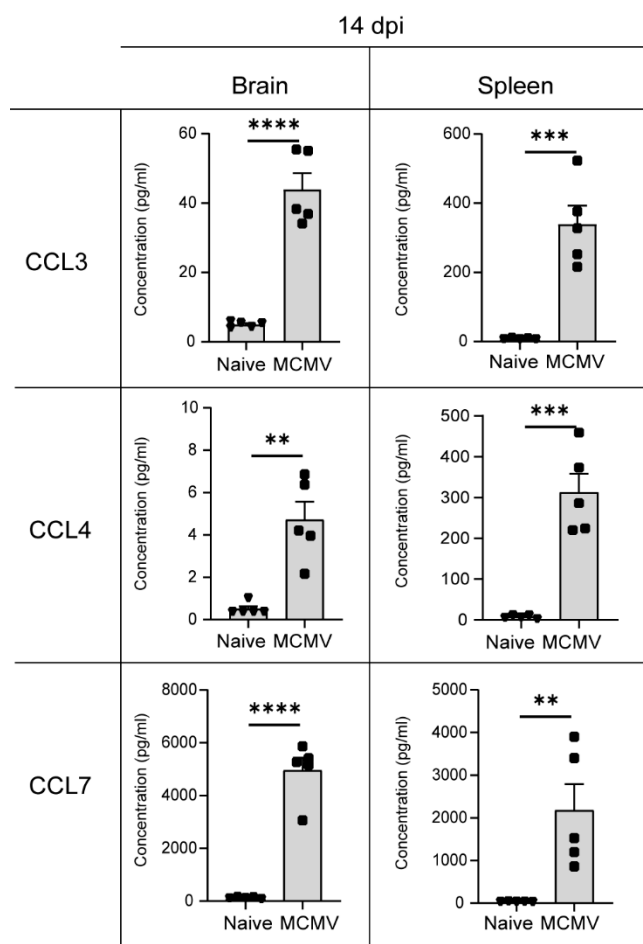 14 dpi
Brain Spleen
CCL3
Concentration (pg/ml)
60
40
20
0
****
Naive MCMV
Concentration (pg/ml)
600
400
200
0
***
Naive MCMV
CCL4
Concentration (pg/ml)
10
8
6
4
2
0
**
Naive MCMV
Concentration (pg/ml)
500
400
300
200
100
0
***
Naive MCMV
CCL7
Concentration (pg/ml)
8000
6000
4000
2000
0
****
Naive MCMV
Concentration (pg/ml)
5000
4000
3000
2000
1000
0
**
Naive MCMV